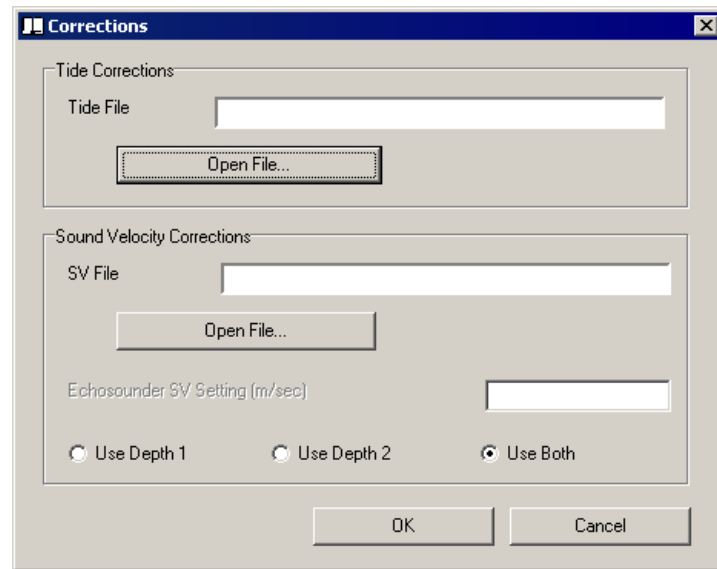 Corrections
Tide Corrections
Tide File
Open File...
Sound Velocity Corrections
SV File
Open File...
Echosounder SV Setting (m/sec)
Use Depth 1 Use Depth 2 Use Both
OK Cancel